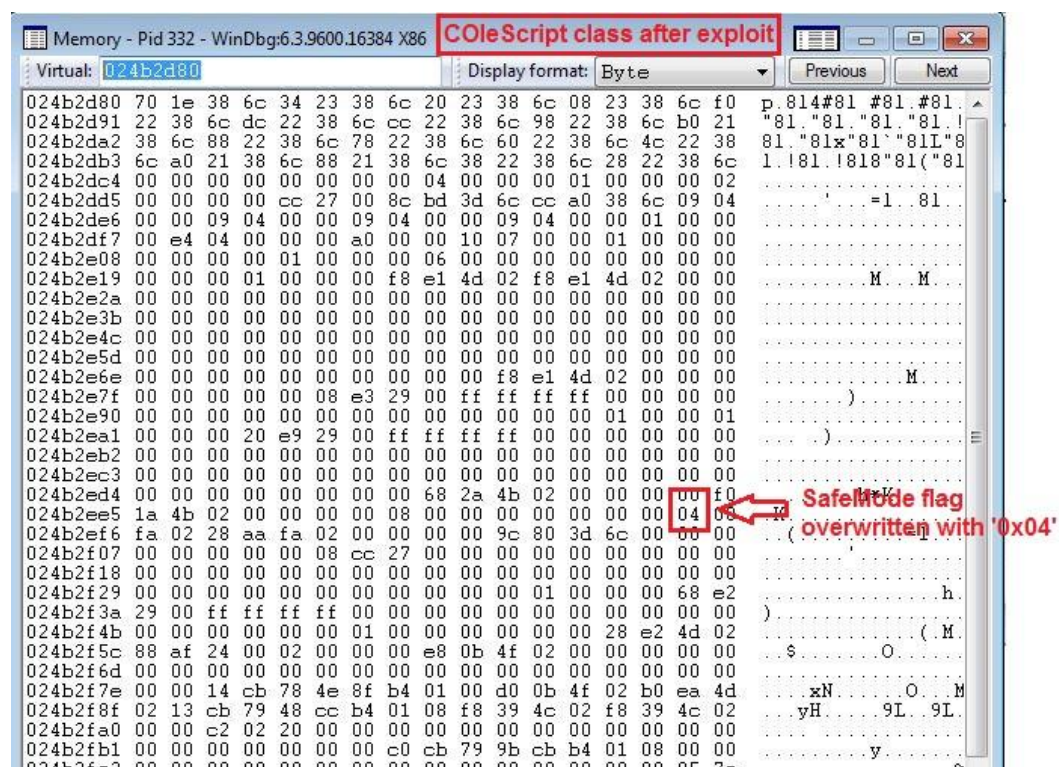 Memory - Pid 332 - WinDbg:6.3.9600.16384 X86
COleScript class after exploit
Virtual: 024b2d80
Display format: Byte
Previous
Next
024b2d80 70 1e 38 6c 34 23 38 6c 20 23 38 6c 08 23 38 6c f0 p.8l4#8l #8l.#8l.
024b2d91 22 38 6c dc 22 38 6c cc 22 38 6c 98 22 38 6c b0 21 "8l."8l."8l."8l.!
024b2da2 38 6c 88 22 38 6c 78 22 38 6c 60 22 38 6c 4c 22 38 8l."8lx"8l`"8lL"8
024b2db3 6c a0 21 38 6c 88 21 38 6c 38 22 38 6c 28 22 38 6c l.!8l.!8l8"8l("8l
024b2dc4 00 00 00 00 00 00 00 04 00 00 00 01 00 00 00 02 .................
024b2dd5 00 00 00 00 cc 27 00 8c bd 3d 6c cc a0 38 6c 09 04 .....'...=l..8l..
024b2de6 00 00 09 04 00 00 09 04 00 00 09 04 00 00 01 00 00 .................
024b2df7 00 e4 04 00 00 00 a0 00 00 10 07 00 00 01 00 00 00 .................
024b2e08 00 00 00 00 01 00 00 00 06 00 00 00 00 00 00 00 00 .................
024b2e19 00 00 00 01 00 00 00 f8 e1 4d 02 f8 e1 4d 02 00 00 .........M...M...
024b2e2a 00 00 00 00 00 00 00 00 00 00 00 00 00 00 00 00 00 .................
024b2e3b 00 00 00 00 00 00 00 00 00 00 00 00 00 00 00 00 00 .................
024b2e4c 00 00 00 00 00 00 00 00 00 00 00 00 00 00 00 00 00 .................
024b2e5d 00 00 00 00 00 00 00 00 00 00 00 00 00 00 00 00 00 .................
024b2e6e 00 00 00 00 00 00 00 00 00 00 f8 e1 4d 02 00 00 00 ............M....
024b2e7f 00 00 00 00 00 08 e3 29 00 ff ff ff ff 00 00 00 00 .......).........
024b2e90 00 00 00 00 00 00 00 00 00 00 00 00 01 00 00 01 .................
024b2ea1 00 00 00 20 e9 29 00 ff ff ff ff 00 00 00 00 00 00 ... .)...........
024b2eb2 00 00 00 00 00 00 00 00 00 00 00 00 00 00 00 00 00 .................
024b2ec3 00 00 00 00 00 00 00 00 00 00 00 00 00 00 00 00 00 .................
024b2ed4 00 00 00 00 00 00 00 00 68 2a 4b 02 00 00 00 00 f0 ........h*K......
024b2ee5 1a 4b 02 00 00 00 00 08 00 00 00 00 00 00 00 04 08 .K...............
SafeMode flag
overwritten with '0x04'
024b2ef6 fa 02 28 aa fa 02 00 00 00 00 9c 80 3d 6c 00 00 00 ..(.........=l...
024b2f07 00 00 00 00 00 00 08 cc 27 00 00 00 00 00 00 00 00 ........'........
024b2f18 00 00 00 00 00 00 00 00 00 00 00 00 00 00 00 00 00 .................
024b2f29 00 00 00 00 00 00 00 00 00 00 00 01 00 00 00 68 e2 ...............h.
024b2f3a 29 00 ff ff ff ff 00 00 00 00 00 00 00 00 00 00 00 )................
024b2f4b 00 00 00 00 00 00 01 00 00 00 00 00 00 28 e2 4d 02 .............(.M.
024b2f5c 88 af 24 00 02 00 00 00 e8 0b 4f 02 00 00 00 00 00 ..$.......O......
024b2f6d 00 00 00 00 00 00 00 00 00 00 00 00 00 00 00 00 00 .................
024b2f7e 00 00 14 cb 78 4e 8f b4 01 00 d0 0b 4f 02 b0 ea 4d ....xN......O...M
024b2f8f 02 13 cb 79 48 cc b4 01 08 f8 39 4c 02 f8 39 4c 02 ...yH.....9L..9L.
024b2fa0 00 00 c2 02 20 00 00 00 00 00 00 00 00 00 00 00 00 .... ............
024b2fb1 00 00 00 00 00 00 00 c0 cb 79 9b cb b4 01 08 00 00 .........y.......